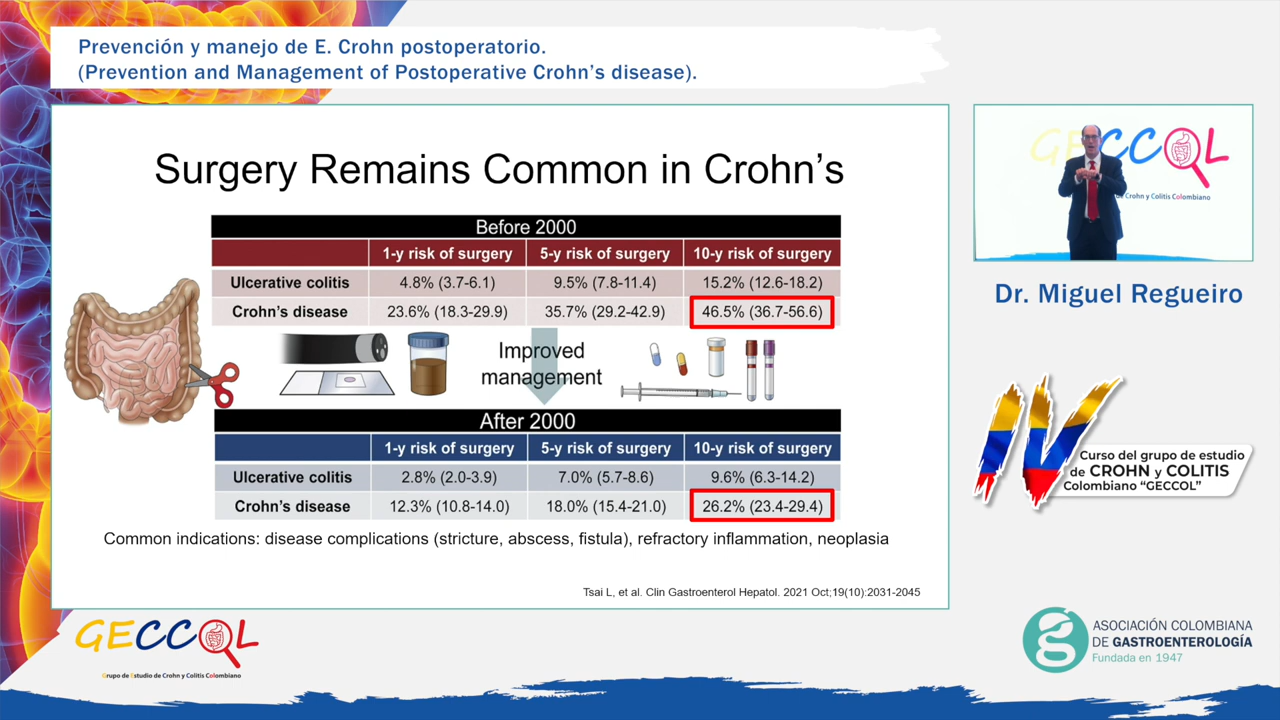 Prevención y manejo de E. Crohn postoperatorio.
(Prevention and Management of Postoperative Crohn's disease).
Surgery Remains Common in Crohn's
Before 2000
1-y risk of surgery 5-y risk of surgery 10-y risk of surgery
Ulcerative colitis 4.8% (3.7-6.1) 9.5% (7.8-11.4) 15.2% (12.6-18.2)
Crohn's disease 23.6% (18.3-29.9) 35.7% (29.2-42.9) 46.5% (36.7-56.6)
Improved
management
After 2000
1-y risk of surgery 5-y risk of surgery 10-y risk of surgery
Ulcerative colitis 2.8% (2.0-3.9) 7.0% (5.7-8.6) 9.6% (6.3-14.2)
Crohn's disease 12.3% (10.8-14.0) 18.0% (15.4-21.0) 26.2% (23.4-29.4)
Common indications: disease complications (stricture, abscess, fistula), refractory inflammation, neoplasia
Tsai L, et al. Clin Gastroenterol Hepatol. 2021 Oct;19(10):2031-2045
GECCOL
de Crohn y Colitis Colombiano
Dr. Miguel Regueiro
IV
Curso del grupo de estudio
de CROHN y COLITIS
Colombiano "GECCOL"
GECCOL
Grupo de Estudio de Crohn y Colitis Colombiano
ASOCIACIÓN COLOMBIANA
DE GASTROENTEROLOGÍA
Fundada en 1947